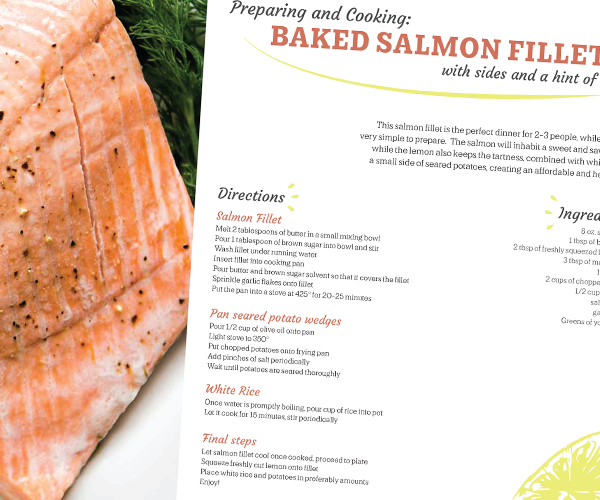 Preparing and Cooking:
BAKED SALMON FILLET
with sides and a hint of
This salmon fillet is the perfect dinner for 2-3 people, while
very simple to prepare. The salmon will inhabit a sweet and sav
while the lemon also keeps the tartness, combined with whi
a small side of seared potatoes, creating an affordable and he
Directions
Salmon Fillet
Melt 2 tablespoons of butter in a small mixing bowl
Pour 1 tablespoon of brown sugar into bowl and stir
Wash fillet under running water
Insert fillet into cooking pan
Pour butter and brown sugar solvent so that it covers the fillet
Sprinkle garlic flakes onto fillet
Put the pan into a stove at 425° for 20-25 minutes
Pan seared potato wedges
Pour 1/2 cup of olive oil onto pan
Light stove to 350°
Put chopped potatoes onto frying pan
Add pinches of salt periodically
Wait until potatoes are seared thoroughly
White Rice
Once water is promptly boiling, pour cup of rice into pot
Let it cook for 15 minutes, stir periodically
Final steps
Let salmon fillet cool once cooked, proceed to plate
Squeeze freshly cut lemon onto fillet
Place white rice and potatoes in preferably amounts
Enjoy!
Ingred
8 oz. s
1 tbsp of b
2 tbsp of freshly squeezed l
3 tbsp of m
1
2 cups of choppe
1/2 cup
sal
ga
Greens of yo